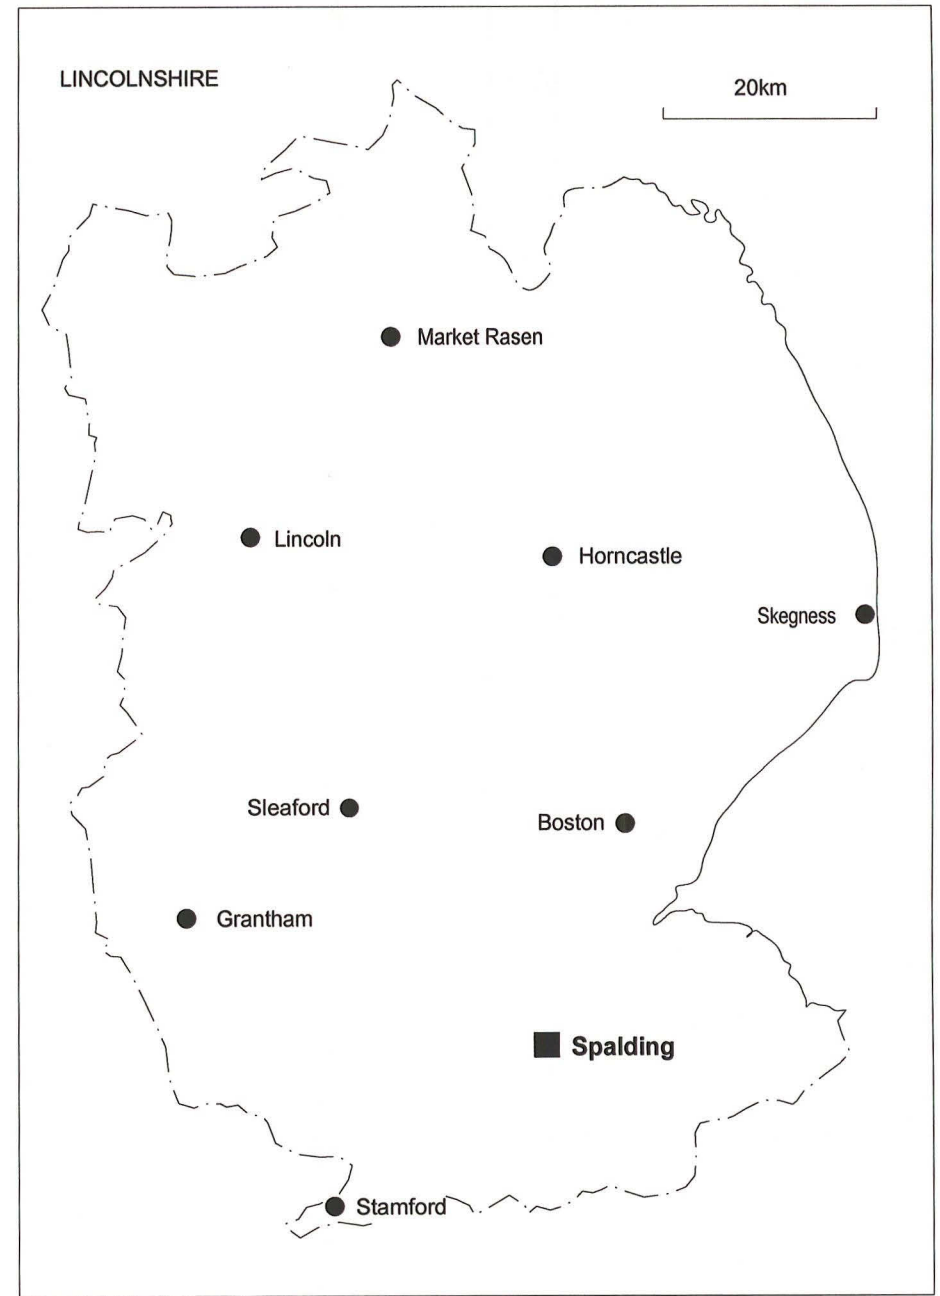 LINCOLNSHIRE
20km
Market Rasen
Lincoln
Horncastle
Skegness
Sleaford
Boston
Grantham
Spalding
Stamford